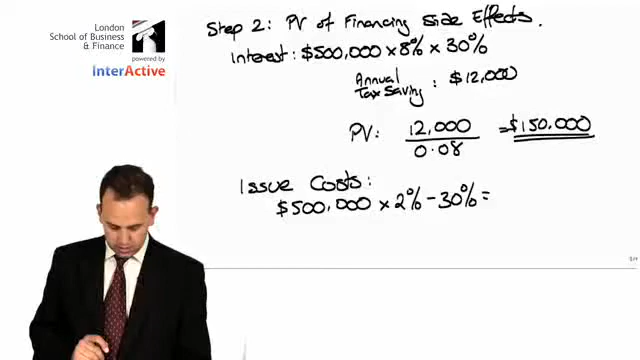 London
School of Business
& Finance
powered by
InterActive
Step 2: PV of Financing Side Effects.
Interest: $500,000 × 8% × 30%
Annual
Tax Saving : $12,000
PV: 12,000
0.08
= $150,000
Issue Costs:
$500,000 × 2% - 30% =